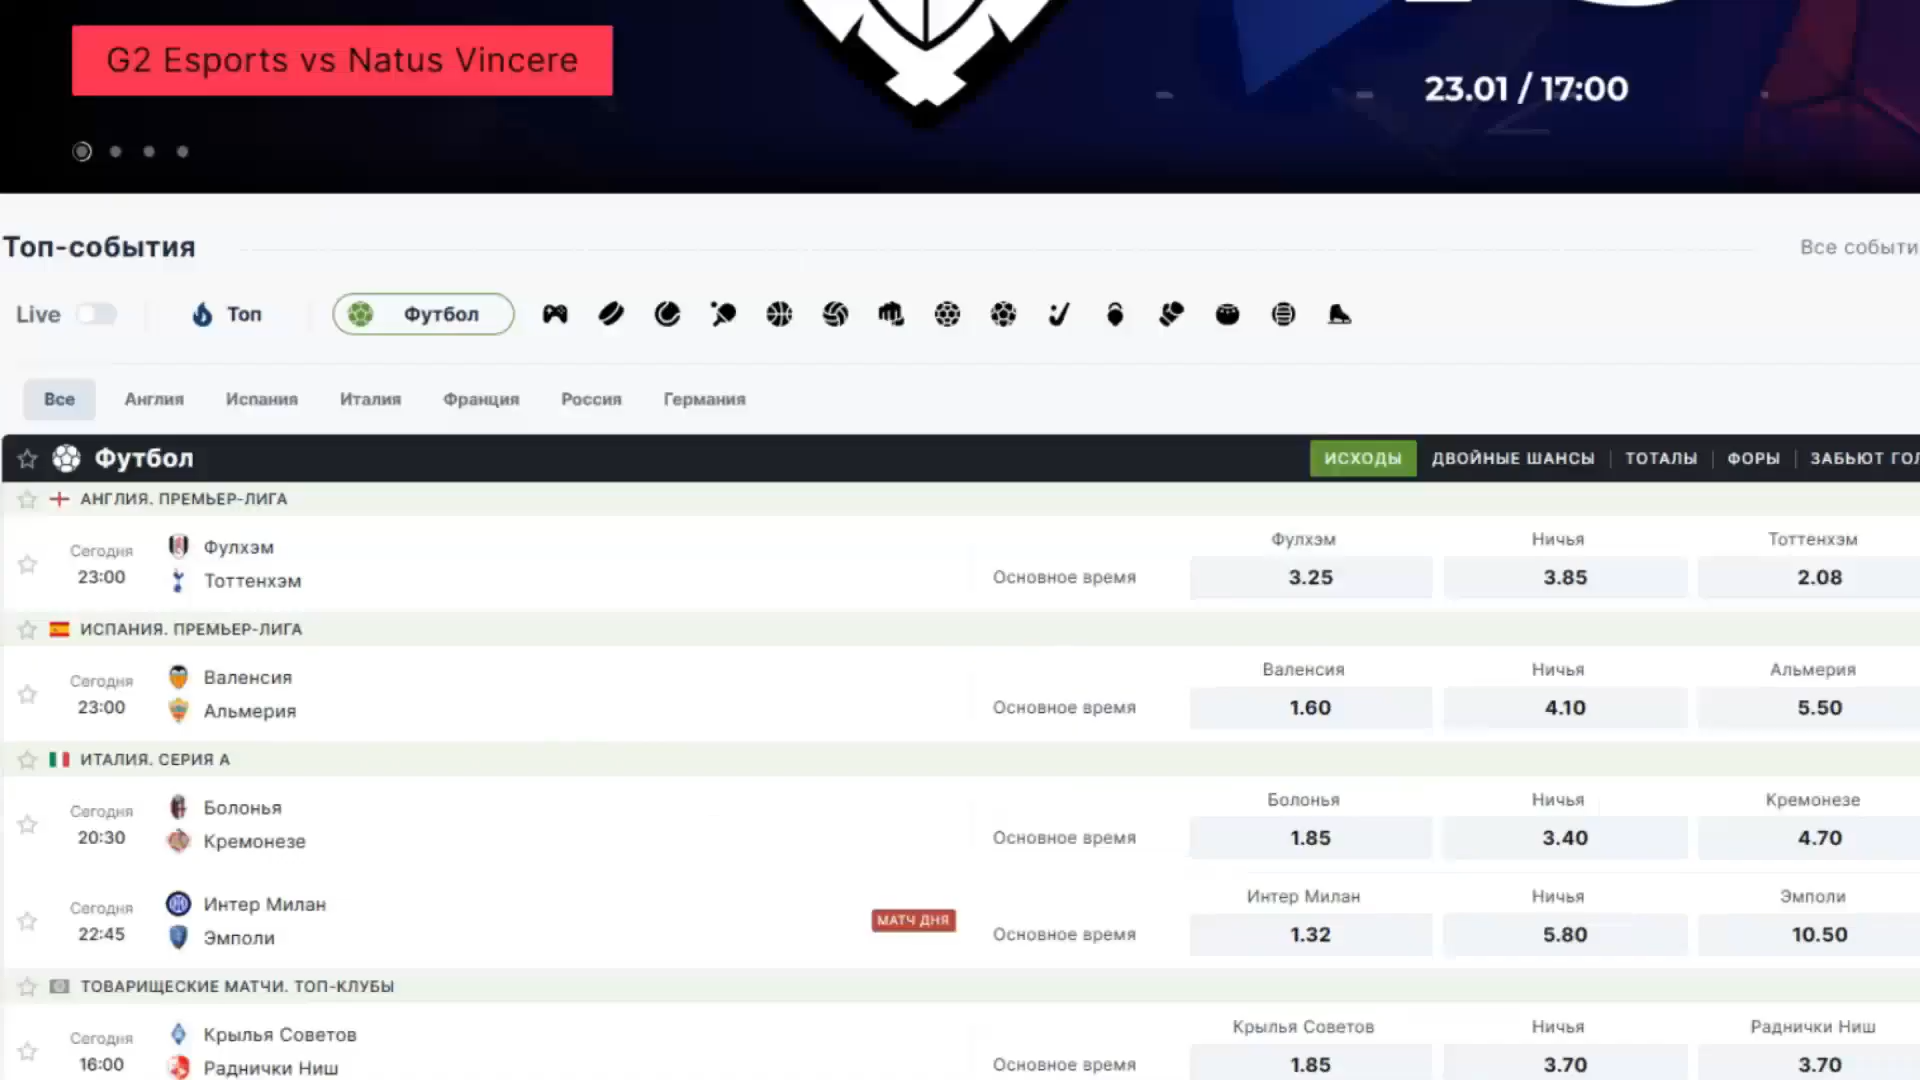 G2 Esports vs Natus Vincere
23.01 / 17:00
Топ-события
Все событи
Live
Топ
Футбол
Все
Англия
Испания
Италия
Франция
Россия
Германия
Футбол
ИСХОДЫ
ДВОЙНЫЕ ШАНСЫ
ТОТАЛЫ
ФОРЫ
ЗАБЬЮТ ГОЛ
АНГЛИЯ. ПРЕМЬЕР-ЛИГА
Сегодня
23:00
Фулхэм
Тоттенхэм
Основное время
Фулхэм
3.25
Ничья
3.85
Тоттенхэм
2.08
ИСПАНИЯ. ПРЕМЬЕР-ЛИГА
Сегодня
23:00
Валенсия
Альмерия
Основное время
Валенсия
1.60
Ничья
4.10
Альмерия
5.50
ИТАЛИЯ. СЕРИЯ А
Сегодня
20:30
Болонья
Кремонезе
Основное время
Болонья
1.85
Ничья
3.40
Кремонезе
4.70
Сегодня
22:45
Интер Милан
Эмполи
МАТЧ ДНЯ
Основное время
Интер Милан
1.32
Ничья
5.80
Эмполи
10.50
ТОВАРИЩЕСКИЕ МАТЧИ. ТОП-КЛУБЫ
Сегодня
16:00
Крылья Советов
Раднички Ниш
Основное время
Крылья Советов
1.85
Ничья
3.70
Раднички Ниш
3.70